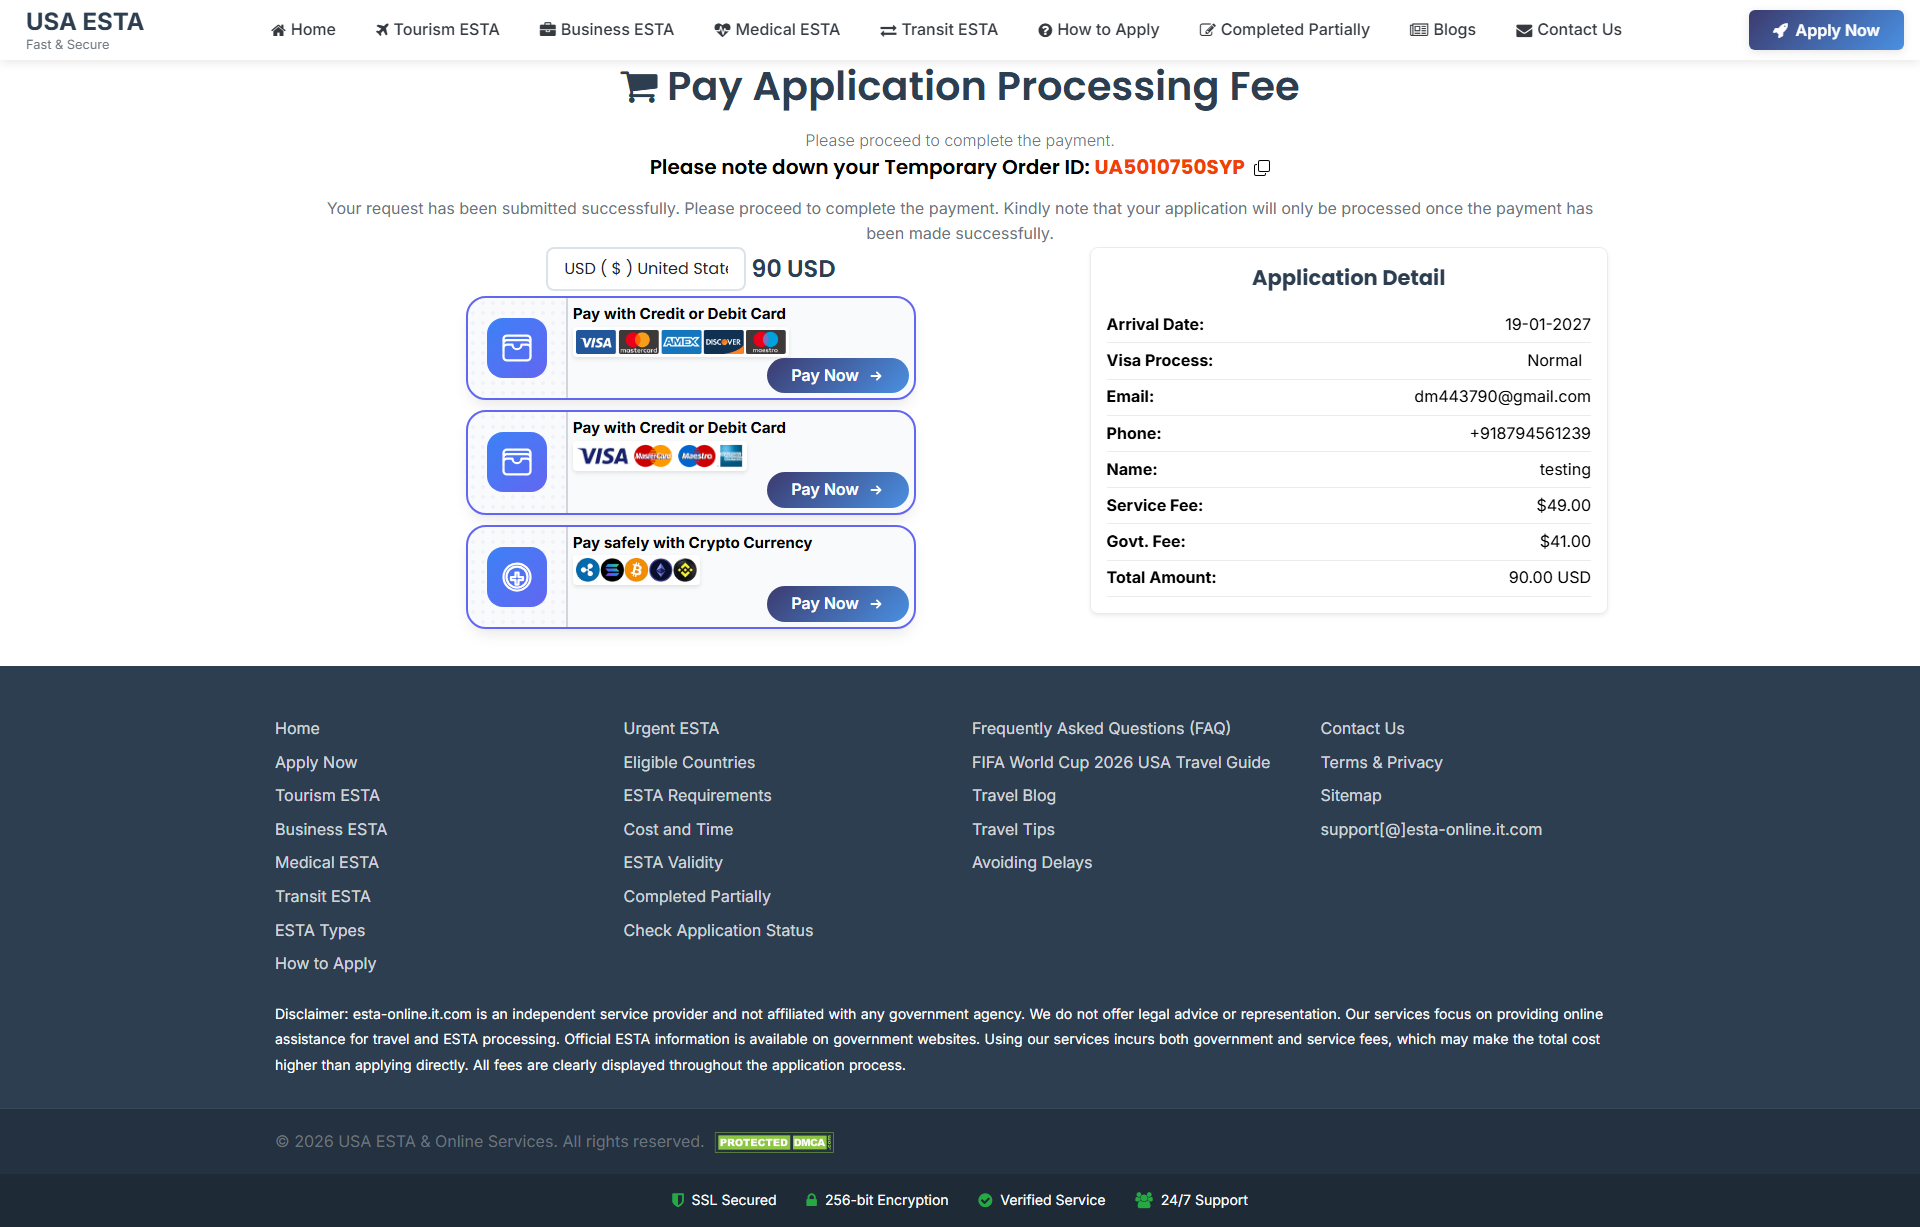 USA ESTA
Fast & Secure
Home
Tourism ESTA
Business ESTA
Medical ESTA
Transit ESTA
How to Apply
Completed Partially
Blogs
Contact Us
Apply Now
Pay Application Processing Fee
Please proceed to complete the payment.
Please note down your Temporary Order ID: UA5010750SYP
Your request has been submitted successfully. Please proceed to complete the payment. Kindly note that your application will only be processed once the payment has
been made successfully.
USD ( $ ) United State
90 USD
Pay with Credit or Debit Card
VISA mastercard AMEX DISCOVER maestro
Pay Now
Pay with Credit or Debit Card
VISA MasterCard Maestro
Pay Now
Pay safely with Crypto Currency
Pay Now
Application Detail
Arrival Date: 19-01-2027
Visa Process: Normal
Email: dm443790@gmail.com
Phone: +918794561239
Name: testing
Service Fee: $49.00
Govt. Fee: $41.00
Total Amount: 90.00 USD
Home
Apply Now
Tourism ESTA
Business ESTA
Medical ESTA
Transit ESTA
ESTA Types
How to Apply
Urgent ESTA
Eligible Countries
ESTA Requirements
Cost and Time
ESTA Validity
Completed Partially
Check Application Status
Frequently Asked Questions (FAQ)
FIFA World Cup 2026 USA Travel Guide
Travel Blog
Travel Tips
Avoiding Delays
Contact Us
Terms & Privacy
Sitemap
support[@]esta-online.it.com
Disclaimer: esta-online.it.com is an independent service provider and not affiliated with any government agency. We do not offer legal advice or representation. Our services focus on providing online
assistance for travel and ESTA processing. Official ESTA information is available on government websites. Using our services incurs both government and service fees, which may make the total cost
higher than applying directly. All fees are clearly displayed throughout the application process.
© 2026 USA ESTA & Online Services. All rights reserved.
PROTECTED DMCA
SSL Secured
256-bit Encryption
Verified Service
24/7 Support